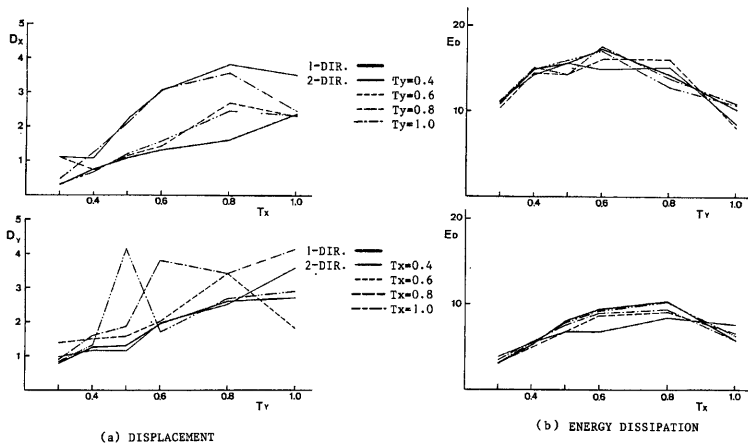 5
Dx
4
3
2
1
0.4 0.6 0.8 1.0
Tx
1-DIR.
2-DIR. Ty=0.4
Ty=0.6
Ty=0.8
Ty=1.0
20
ED
10
0.4 0.6 0.8 1.0
TY
5
DY
4
3
2
1
0.4 0.6 0.8 1.0
TY
1-DIR.
2-DIR. Tx=0.4
Tx=0.6
Tx=0.8
Tx=1.0
20
ED
10
0.4 0.6 0.8 1.0
Tx
(a) DISPLACEMENT
(b) ENERGY DISSIPATION